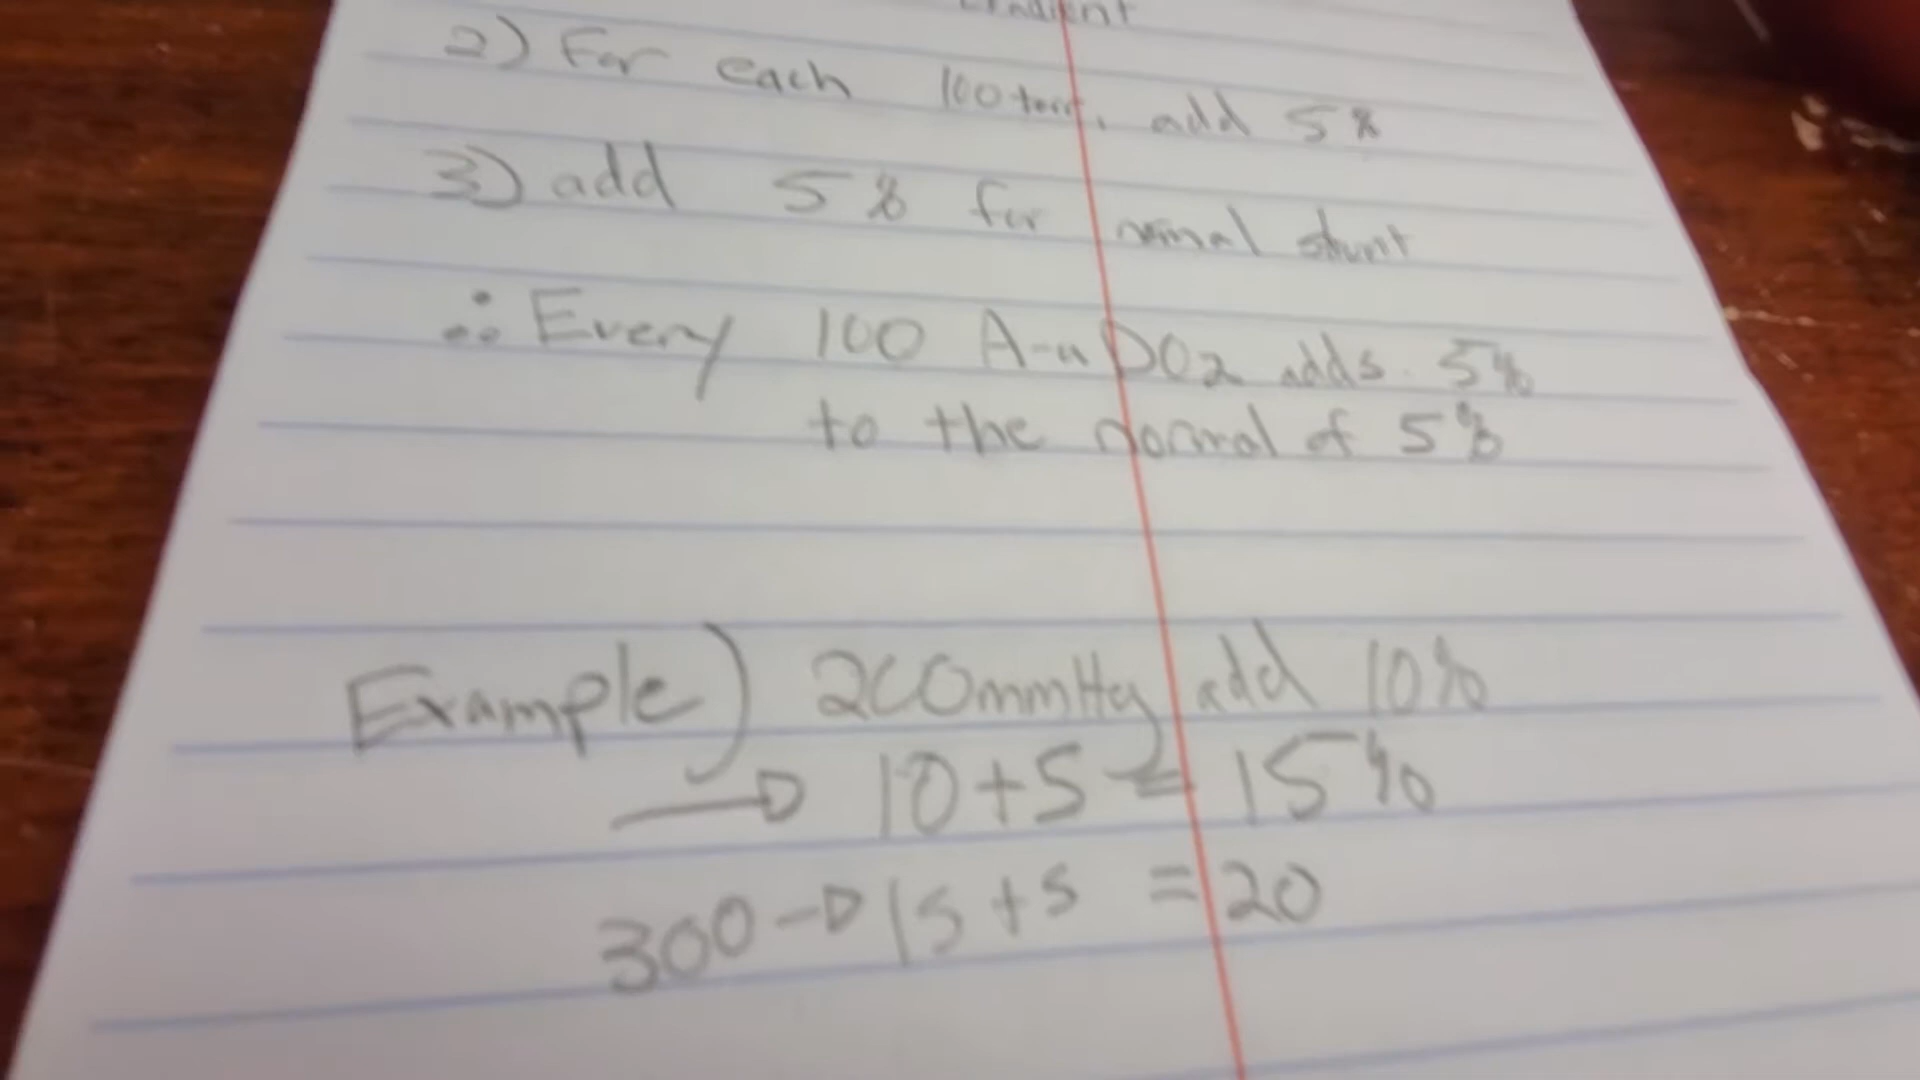 2) For each 100 torr, add 5%
3) add 5% for normal shunt
∴ Every 100 A-a DO2 adds 5%
to the normal of 5%
Example) 200mmHg add 10%
→ 10+5 = 15%
300 → 15+5 = 20